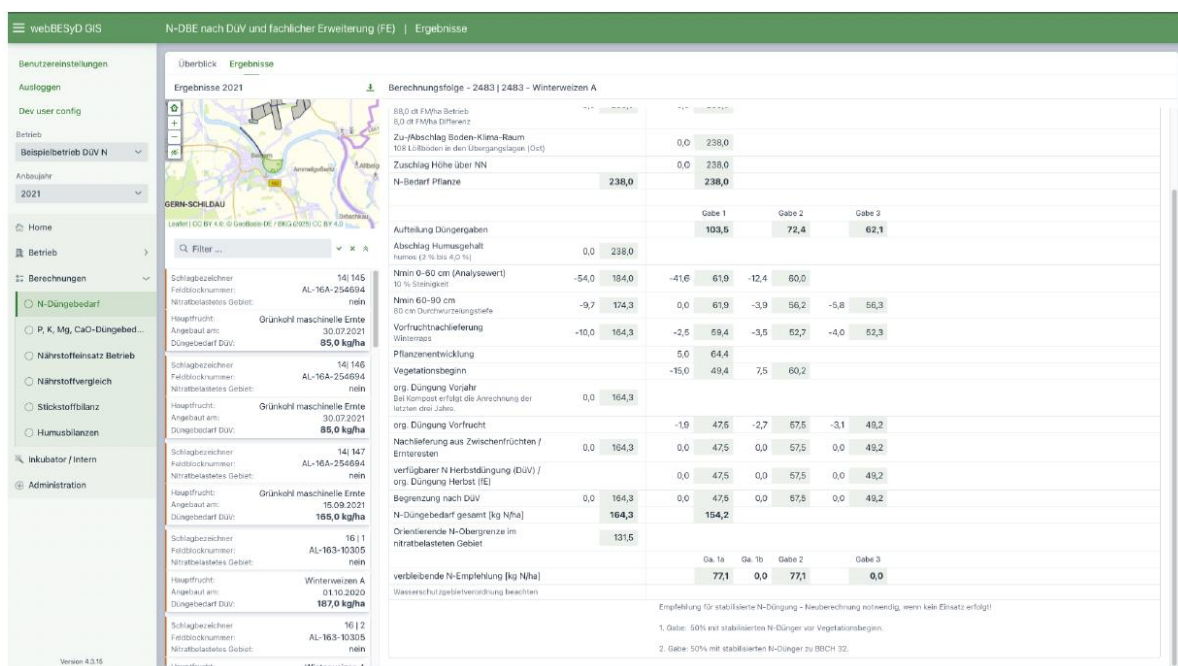 webBESyD GIS
N-DBE nach DüV und fachlicher Erweiterung (FE) | Ergebnisse
Benutzereinstellungen
Ausloggen
Dev user config
Betrieb
Beispielbetrieb DüV N
Anbaujahr
2021
Home
Betrieb
Berechnungen
N-Düngebedarf
P, K, Mg, CaO-Düngebed...
Nährstoffeinsatz Betrieb
Nährstoffvergleich
Stickstoffbilanz
Humusbilanzen
Inkubator / Intern
Administration
Version 4.3.15
Überblick Ergebnisse
Ergebnisse 2021
Ammelgoßwitz
GERN-SCHILDAU
Filter ...
Schlagbezeichner 14| 145
Feldblocknummer: AL-16A-254694
Nitratbelastetes Gebiet: nein
Hauptfrucht: Grünkohl maschinelle Ernte
Angebaut am: 30.07.2021
Düngebedarf DüV: 85,0 kg/ha
Schlagbezeichner 14| 146
Feldblocknummer: AL-16A-254694
Nitratbelastetes Gebiet: nein
Hauptfrucht: Grünkohl maschinelle Ernte
Angebaut am: 30.07.2021
Düngebedarf DüV: 85,0 kg/ha
Schlagbezeichner 14| 147
Feldblocknummer: AL-16A-254694
Nitratbelastetes Gebiet: nein
Hauptfrucht: Grünkohl maschinelle Ernte
Angebaut am: 15.09.2021
Düngebedarf DüV: 165,0 kg/ha
Schlagbezeichner 16 | 1
Feldblocknummer: AL-163-10305
Nitratbelastetes Gebiet: nein
Hauptfrucht: Winterweizen A
Angebaut am: 01.10.2020
Düngebedarf DüV: 187,0 kg/ha
Schlagbezeichner 16 | 2
Feldblocknummer: AL-163-10305
Nitratbelastetes Gebiet: nein
Berechnungsfolge - 2483 | 2483 - Winterweizen A
88,0 dt FM/ha Betrieb
8,0 dt FM/ha Differenz
Zu-/Abschlag Boden-Klima-Raum 0,0 238,0
108 Lößböden in den Übergangslagen (Ost)
Zuschlag Höhe über NN 0,0 238,0
N-Bedarf Pflanze 238,0 238,0
Gabe 1 Gabe 2 Gabe 3
Aufteilung Düngergaben 103,5 72,4 62,1
Abschlag Humusgehalt 0,0 238,0
humos (2 % bis 4,0 %)
Nmin 0-60 cm (Analysewert) -54,0 184,0 -41,6 61,9 -12,4 60,0
10 % Steinigkeit
Nmin 60-90 cm -9,7 174,3 0,0 61,9 -3,9 56,2 -5,8 56,3
80 cm Durchwurzelungstiefe
Vorfruchtnachlieferung -10,0 164,3 -2,5 59,4 -3,5 52,7 -4,0 52,3
Winterraps
Pflanzenentwicklung 5,0 64,4
Vegetationsbeginn -15,0 49,4 7,5 60,2
org. Düngung Vorjahr 0,0 164,3
Bei Kompost erfolgt die Anrechnung der
letzten drei Jahre.
org. Düngung Vorfrucht -1,9 47,5 -2,7 57,5 -3,1 49,2
Nachlieferung aus Zwischenfrüchten / 0,0 164,3 0,0 47,5 0,0 57,5 0,0 49,2
Ernteresten
verfügbarer N Herbstdüngung (DüV) / 0,0 47,5 0,0 57,5 0,0 49,2
org. Düngung Herbst (fE)
Begrenzung nach DüV 0,0 164,3 0,0 47,5 0,0 57,5 0,0 49,2
N-Düngebedarf gesamt [kg N/ha] 164,3 154,2
Orientierende N-Obergrenze im 131,5
nitratbelasteten Gebiet
Ga. 1a Ga. 1b Gabe 2 Gabe 3
verbleibende N-Empfehlung [kg N/ha] 77,1 0,0 77,1 0,0
Wasserschutzgebietverordnung beachten
Empfehlung für stabilisierte N-Düngung - Neuberechnung notwendig, wenn kein Einsatz erfolgt!
1. Gabe: 50% mit stabilisierten N-Dünger vor Vegetationsbeginn.
2. Gabe: 50% mit stabilisierten N-Dünger zu BBCH 32.